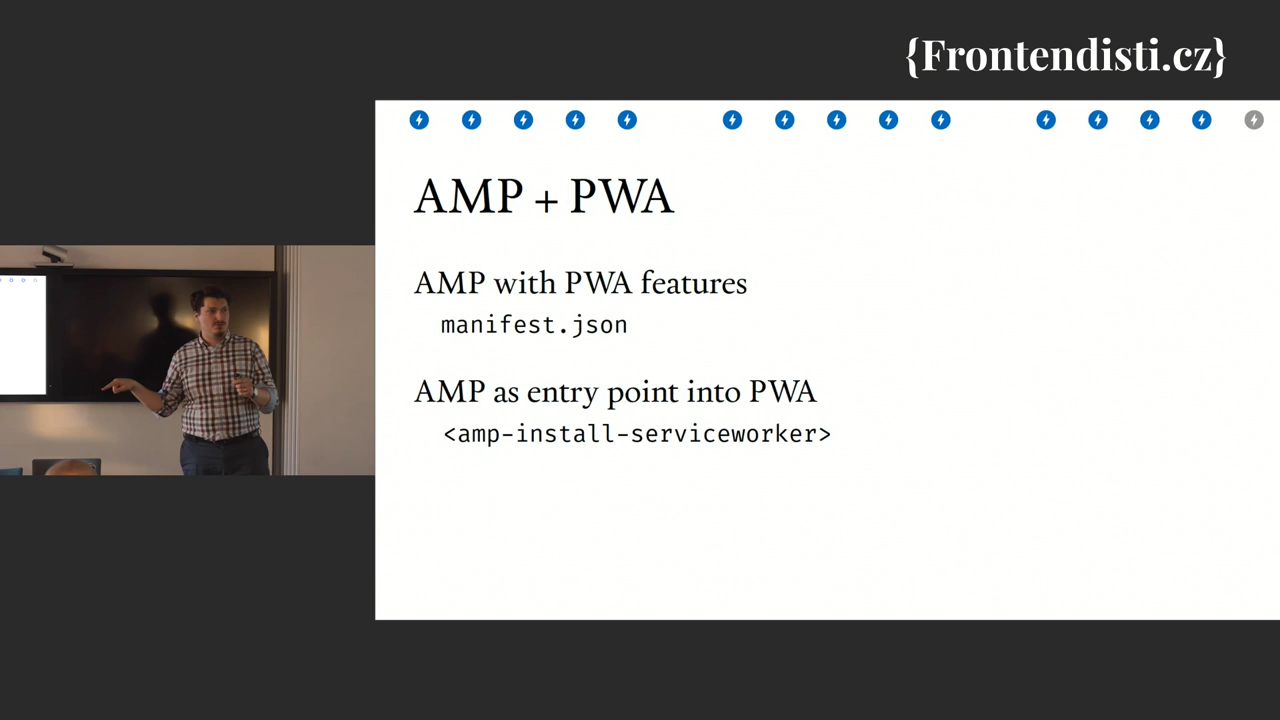 {Frontendisti.cz}
AMP + PWA
AMP with PWA features
manifest.json
AMP as entry point into PWA
<amp-install-serviceworker>